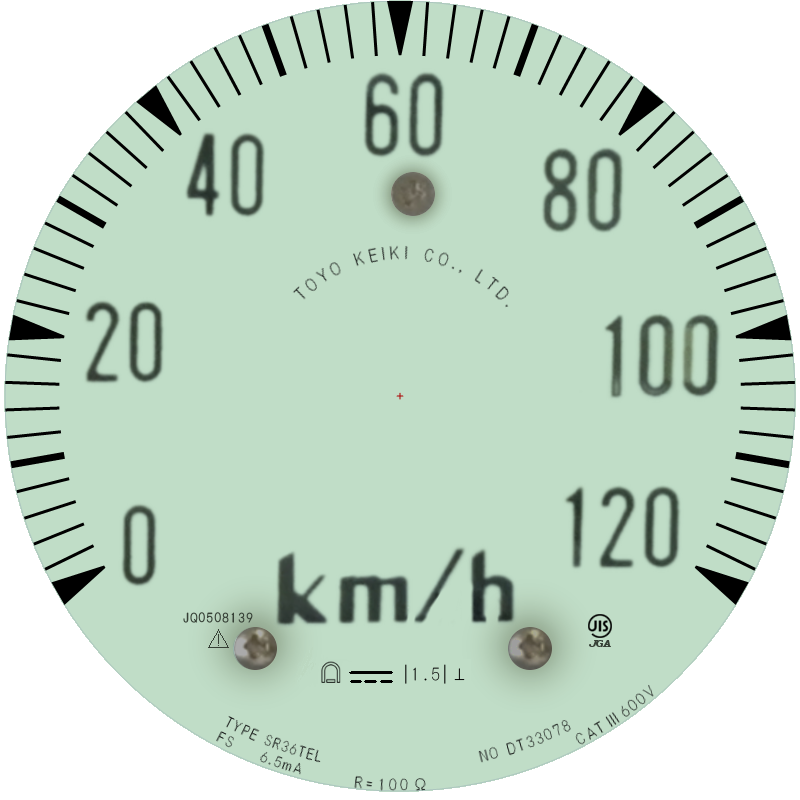 60
40
80
TOYO KEIKI CO., LTD.
20
100
0
120
km/h
JQ0508139
JIS
JGA
|1.5| ⊥
TYPE SR36TEL
FS 6.5mA
R=100 Ω
NO DT33078
CAT III 600V